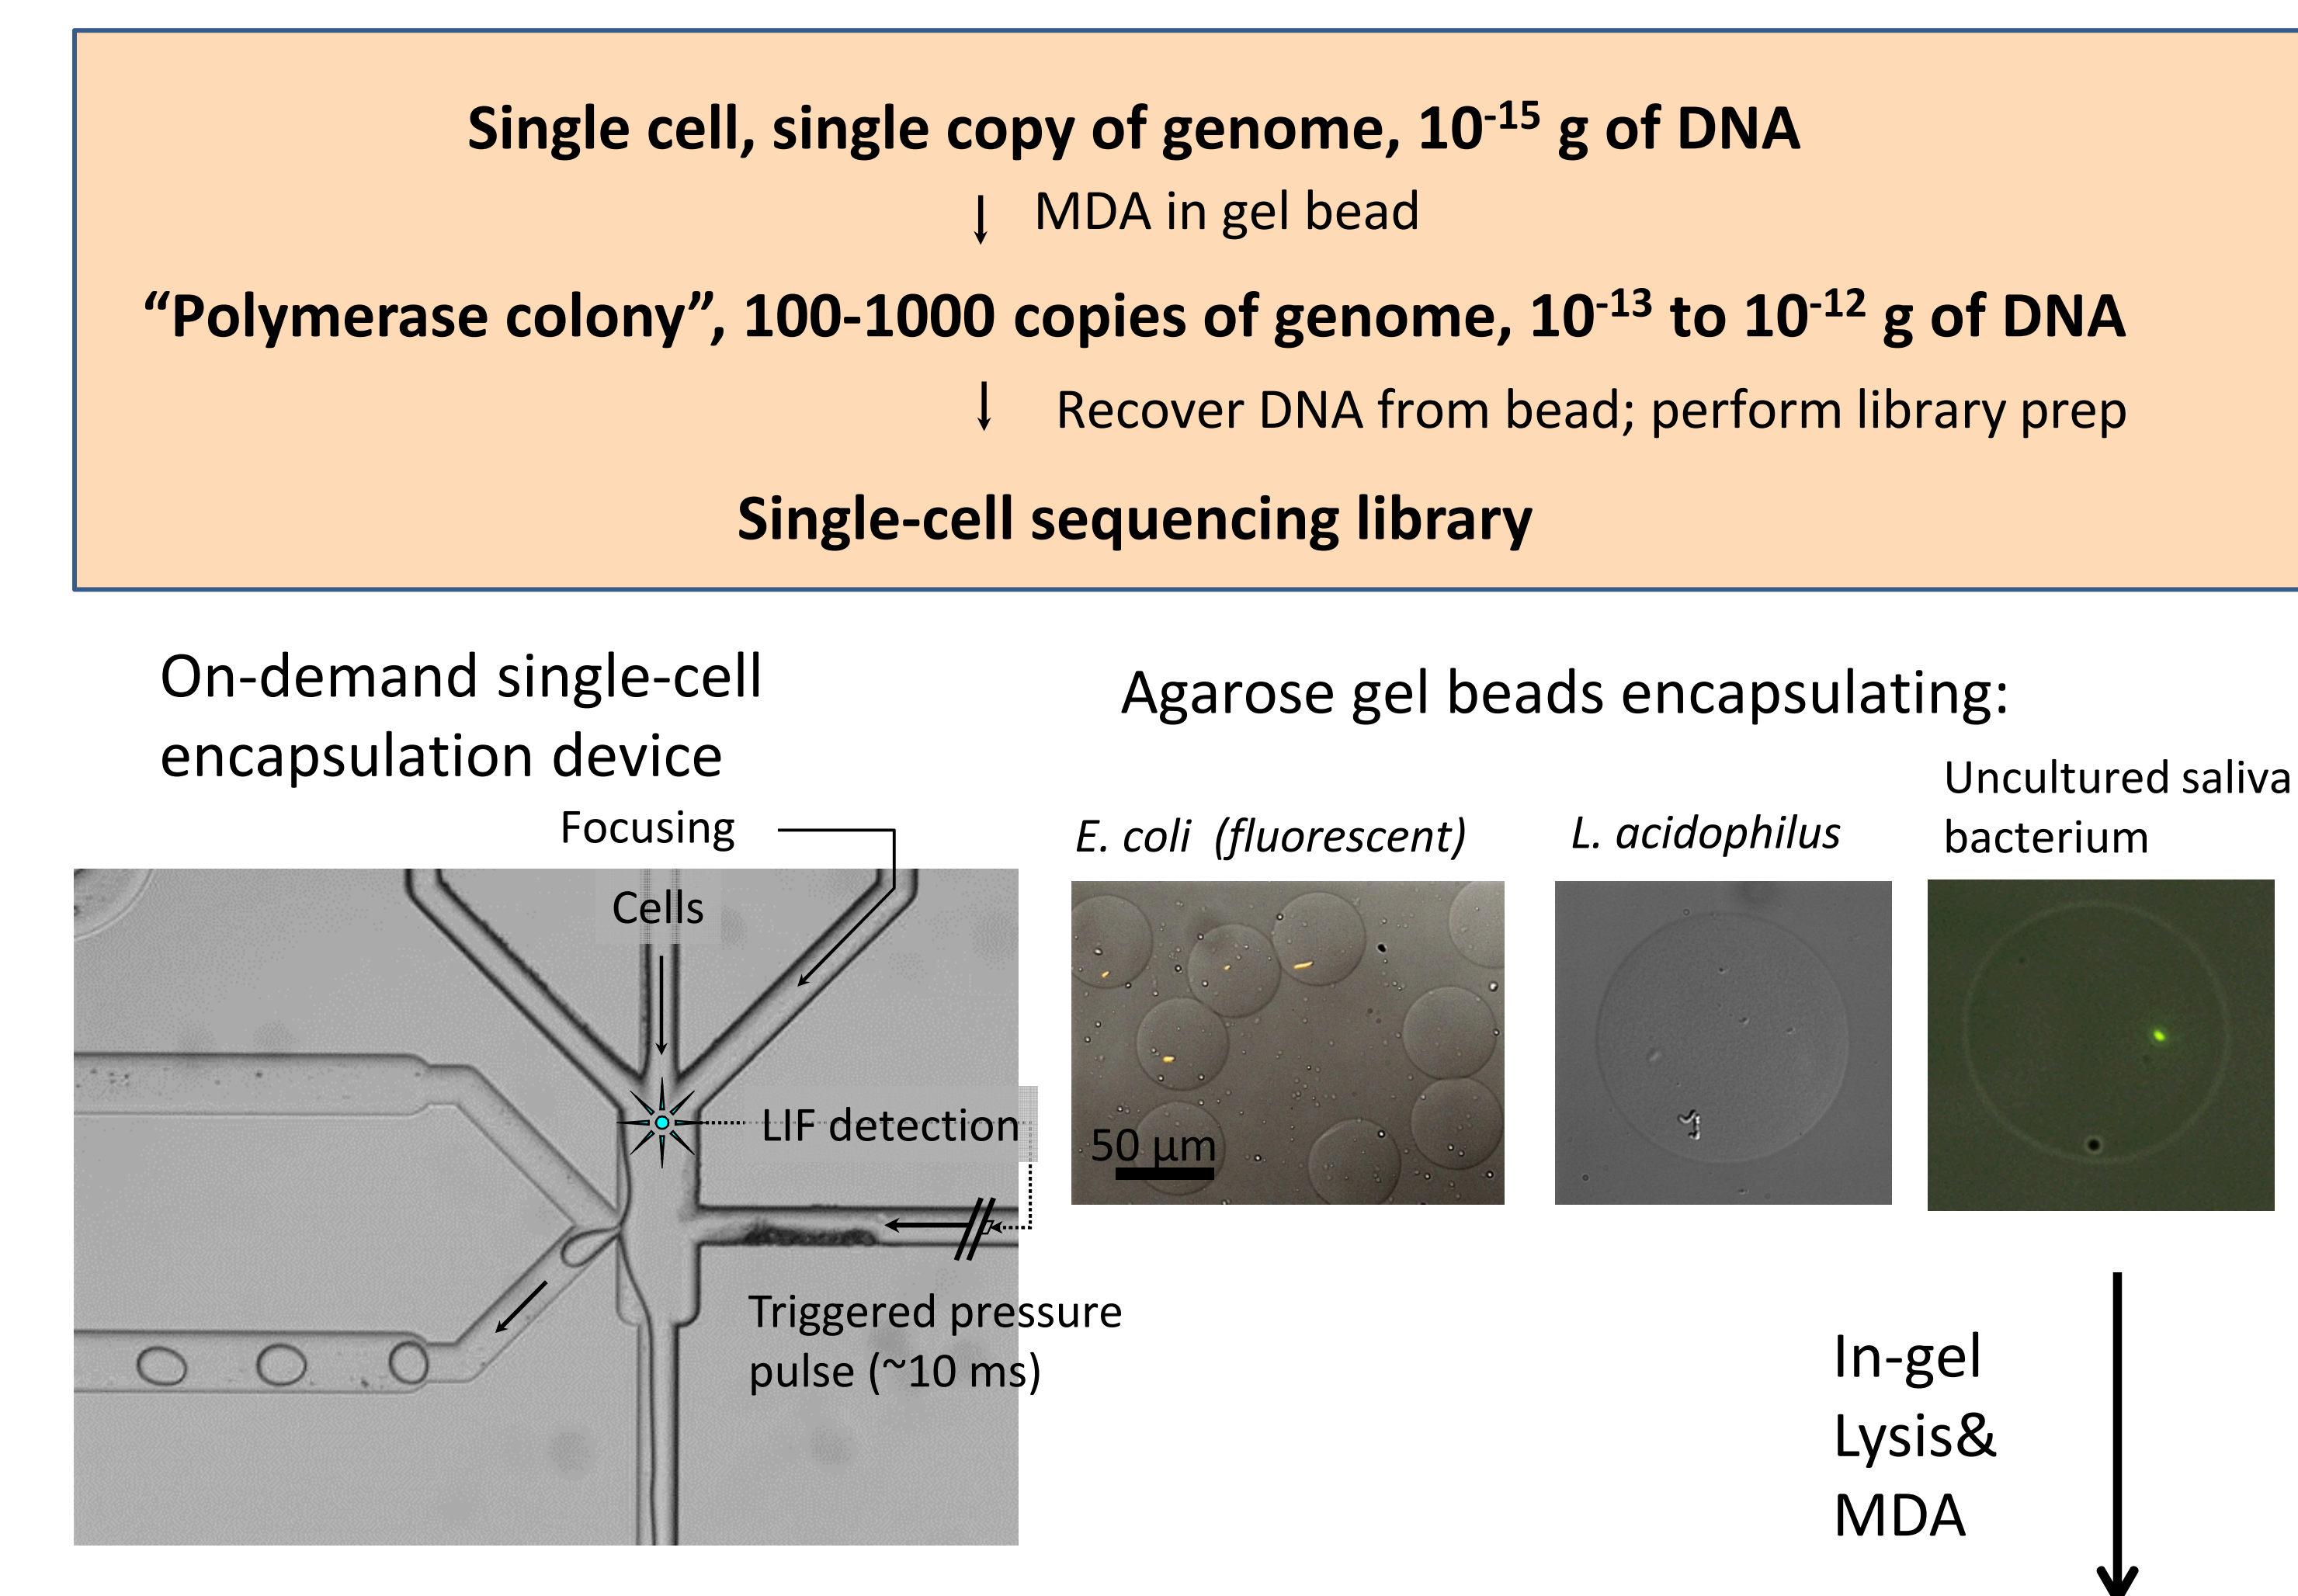 Single cell, single copy of genome, 10⁻¹⁵ g of DNA
MDA in gel bead
“Polymerase colony”, 100-1000 copies of genome, 10⁻¹³ to 10⁻¹² g of DNA
Recover DNA from bead; perform library prep
Single-cell sequencing library
On-demand single-cell
encapsulation device
Focusing
Cells
LIF detection
Triggered pressure
pulse (~10 ms)
Agarose gel beads encapsulating:
E. coli (fluorescent)
L. acidophilus
Uncultured saliva
bacterium
50 µm
In-gel
Lysis&
MDA